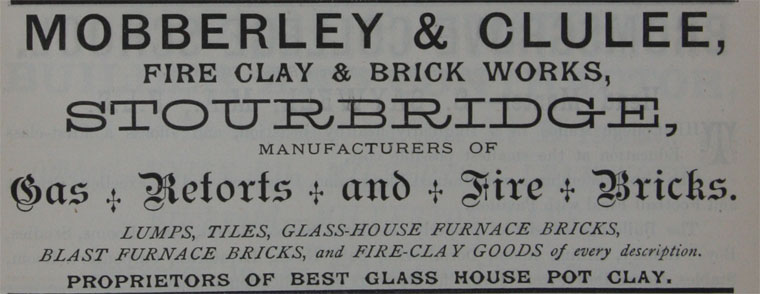 MOBBERLEY & CLULEE,
FIRE CLAY & BRICK WORKS,
STOURBRIDGE,
MANUFACTURERS OF
Gas ⸭ Retorts ⸭ and ⸭ Fire ⸭ Bricks.
LUMPS, TILES, GLASS-HOUSE FURNACE BRICKS,
BLAST FURNACE BRICKS, and FIRE-CLAY GOODS of every description.
PROPRIETORS OF BEST GLASS HOUSE POT CLAY.